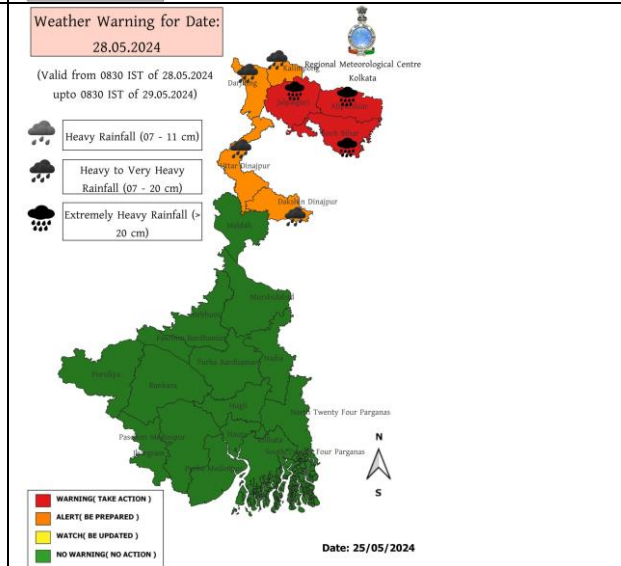 Weather Warning for Date:
28.05.2024
(Valid from 0830 IST of 28.05.2024
upto 0830 IST of 29.05.2024)
Regional Meteorological Centre
Kolkata
Heavy Rainfall (07 - 11 cm)
Heavy to Very Heavy
Rainfall (07 - 20 cm)
Extremely Heavy Rainfall (>
20 cm)
Kalimpong
Uttar Dinajpur
Dakshin Dinajpur
Maldah
Murshidabad
Purba Bardhaman
Nadia
Puruliya
Bankura
Hugli
North Twenty Four Parganas
Kolkata
South Twenty Four Parganas
N
S
WARNING( TAKE ACTION )
ALERT( BE PREPARED )
WATCH( BE UPDATED )
NO WARNING( NO ACTION )
Date: 25/05/2024